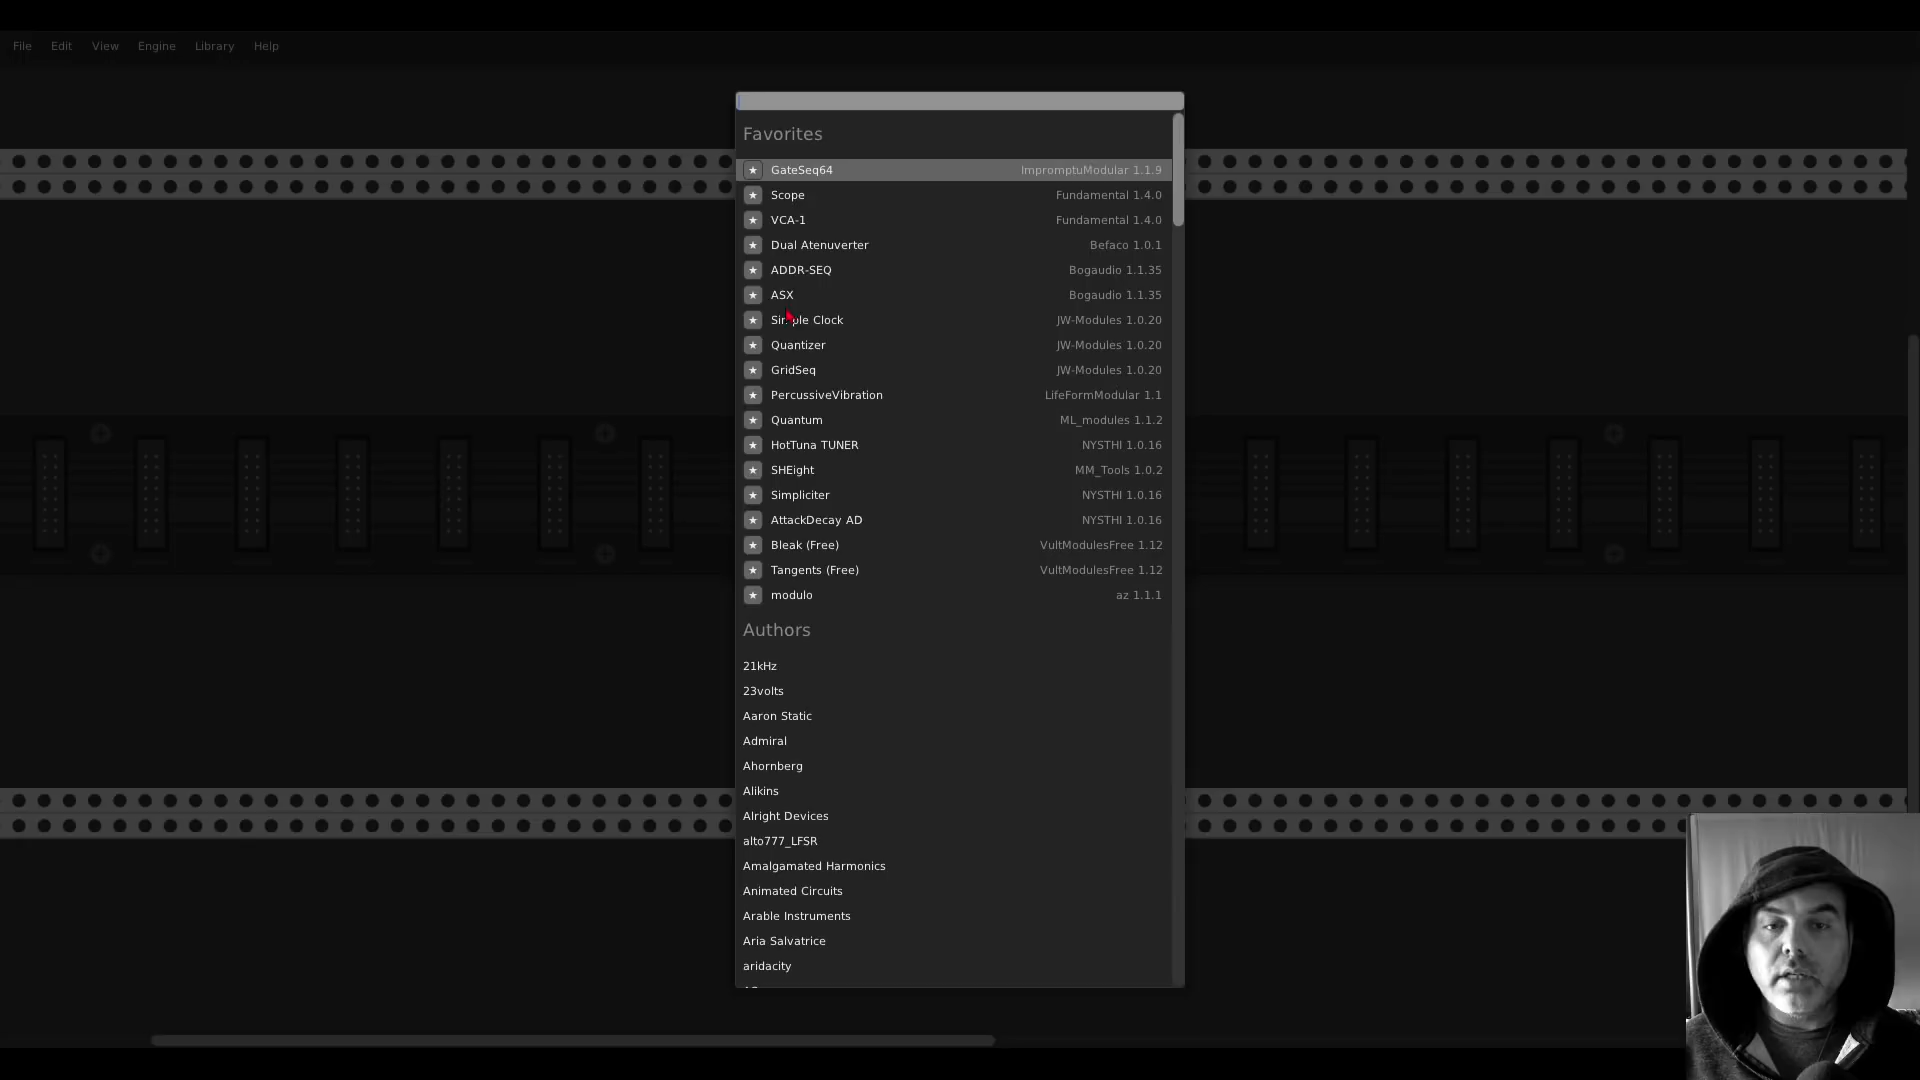 File Edit View Engine Library Help
Favorites
GateSeq64 ImpromptuModular 1.1.9
Scope Fundamental 1.4.0
VCA-1 Fundamental 1.4.0
Dual Atenuverter Befaco 1.0.1
ADDR-SEQ Bogaudio 1.1.35
ASX Bogaudio 1.1.35
Simple Clock JW-Modules 1.0.20
Quantizer JW-Modules 1.0.20
GridSeq JW-Modules 1.0.20
PercussiveVibration LifeFormModular 1.1
Quantum ML_modules 1.1.2
HotTuna TUNER NYSTHI 1.0.16
SHEight MM_Tools 1.0.2
Simpliciter NYSTHI 1.0.16
AttackDecay AD NYSTHI 1.0.16
Bleak (Free) VultModulesFree 1.12
Tangents (Free) VultModulesFree 1.12
modulo az 1.1.1
Authors
21kHz
23volts
Aaron Static
Admiral
Ahornberg
Alikins
Alright Devices
alto777_LFSR
Amalgamated Harmonics
Animated Circuits
Arable Instruments
Aria Salvatrice
aridacity